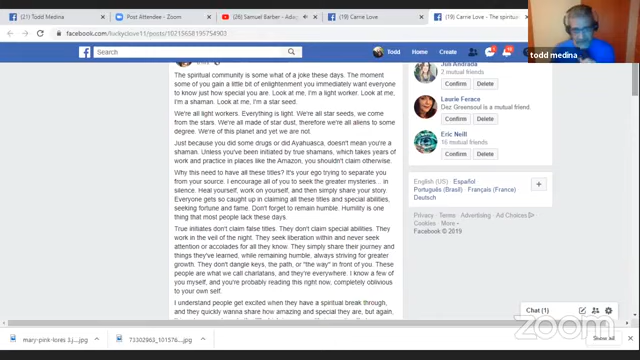 (21) Todd Medina
Post Attendee - Zoom
(26) Samuel Barber - Ada
(19) Carrie Love
(19) Carrie Love - The spiritua
facebook.com/luckyclove11/posts/10215658195754903
Search
Todd
Home
Create
todd medina
The spiritual community is some what of a joke these days. The moment
some of you gain a little bit of enlightenment you immediately want everyone
to know just how special you are. Look at me, I'm a light worker. Look at me,
I'm a shaman. Look at me, I'm a star seed.
We're all light workers. Everything is light. We're all star seeds, we come
from the stars. We're all made of star dust, therefore we're all aliens to some
degree. We're of this planet and yet we are not.
Just because you did some drugs or did Ayahuasca, doesn't mean you're a
shaman. Unless you've been initiated by true shamans, which takes years of
work and practice in places like the Amazon, you shouldn't claim otherwise.
Why this need to have all these titles? It's your ego trying to separate you
from your source. I encourage all of you to seek the greater mysteries... in
silence. Heal yourself, work on yourself, and then simply share your story.
Everyone gets so caught up in claiming all these titles and special abilities,
seeking fortune and fame. Don't forget to remain humble. Humility is one
thing that most people lack these days.
True initiates don't claim false titles. They don't claim special abilities. They
work in the veil of the night. They seek liberation within and never seek
attention or accolades for all they know. They simply share their journey and
things they've learned, while remaining humble, always striving for greater
growth. They don't dangle keys, the path, or "the way" in front of you. These
people are what we call charlatans, and they're everywhere. I know a few of
you myself, and you're probably reading this right now, completely oblivious
to your own self.
I understand people get excited when they have a spiritual break through,
and they quickly wanna share how amazing and special they are, but again,
Juli Andrada
2 mutual friends
Confirm
Delete
Laurie Ferace
Dez Greensoul is a mutual friend.
Confirm
Delete
Eric Neill
16 mutual friends
Confirm
Delete
English (US) · Español ·
Português (Brasil) · Français (France) ·
Deutsch
Privacy · Terms · Advertising · Ad Choices
Cookies · More
Facebook © 2019
Chat (1)
mary-pink-lores 3.j....jpg
73302963_101576....jpg
Show all
zoom